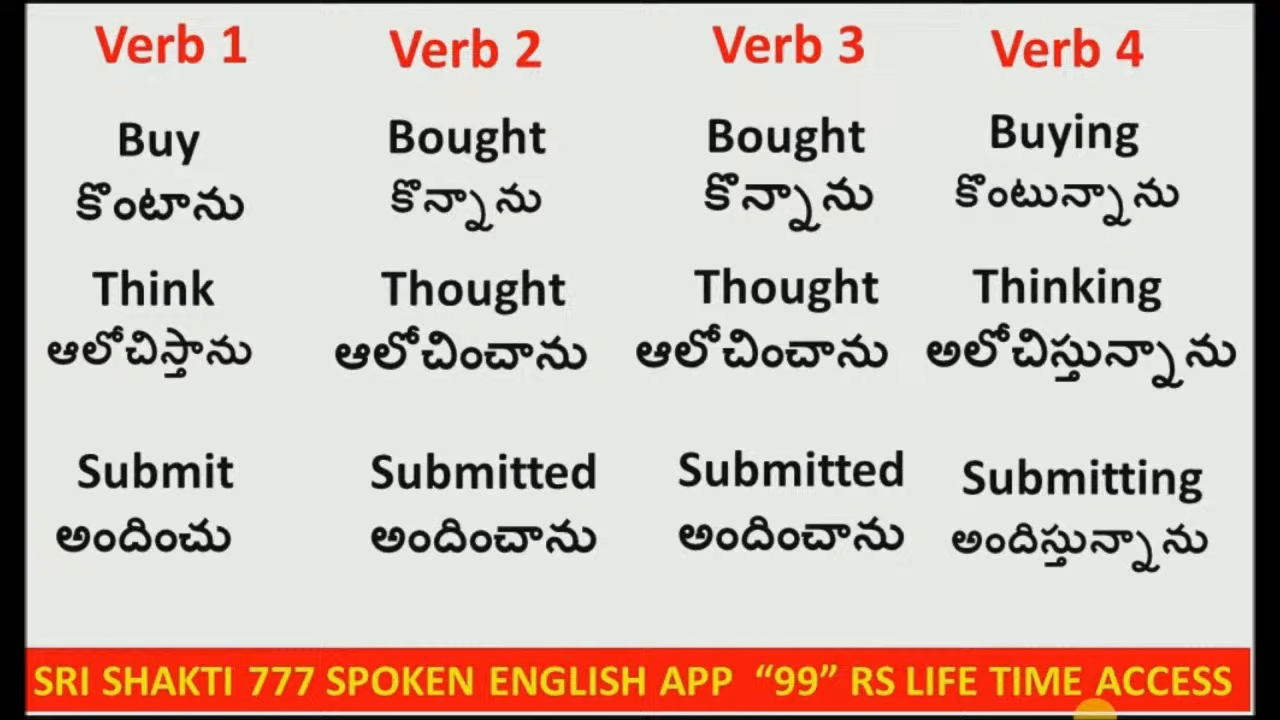 Verb 1 Verb 2 Verb 3 Verb 4
Buy Bought Bought Buying
కొంటాను కొన్నాను కొన్నాను కొంటున్నాను
Think Thought Thought Thinking
ఆలోచిస్తాను ఆలోచించాను ఆలోచించాను అలోచిస్తున్నాను
Submit Submitted Submitted Submitting
అందించు అందించాను అందించాను అందిస్తున్నాను
SRI SHAKTI 777 SPOKEN ENGLISH APP “99” RS LIFE TIME ACCESS